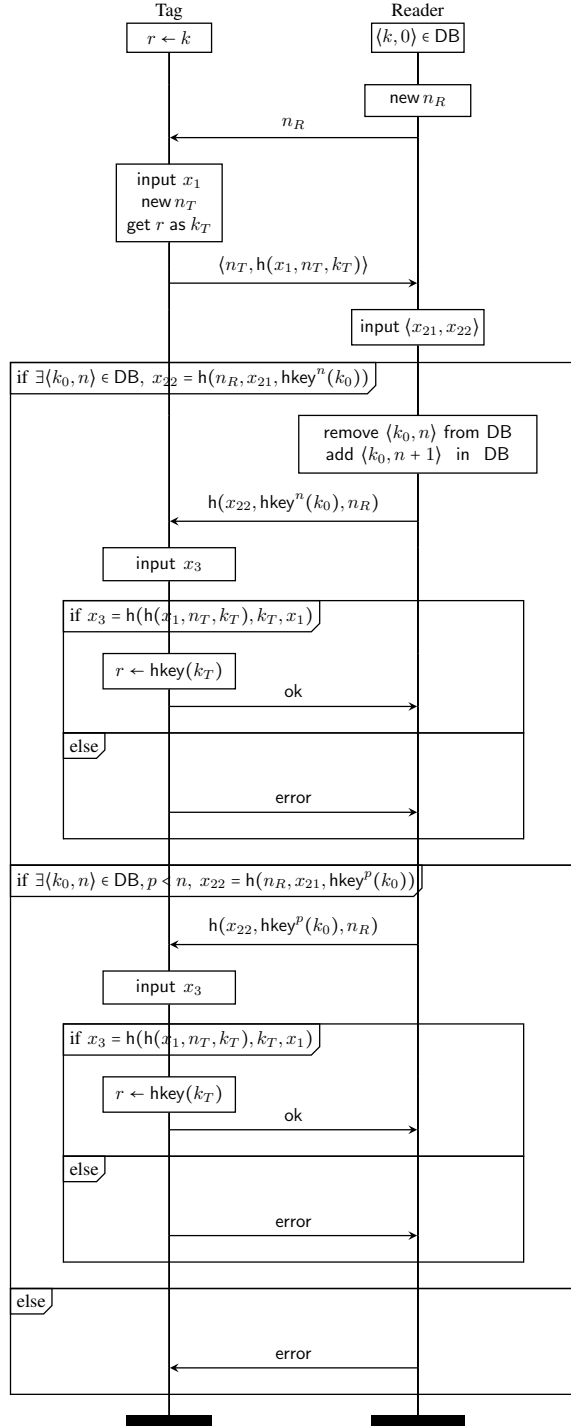 Tag
Reader
r ← k
⟨k, 0⟩ ∈ DB
new n_R
n_R
input x_1
new n_T
get r as k_T
⟨n_T, h(x_1, n_T, k_T)⟩
input ⟨x_21, x_22⟩
if ∃⟨k_0, n⟩ ∈ DB, x_22 = h(n_R, x_21, hkey^n(k_0))
remove ⟨k_0, n⟩ from DB
add ⟨k_0, n + 1⟩ in DB
h(x_22, hkey^n(k_0), n_R)
input x_3
if x_3 = h(h(x_1, n_T, k_T), k_T, x_1)
r ← hkey(k_T)
ok
else
error
if ∃⟨k_0, n⟩ ∈ DB, p < n, x_22 = h(n_R, x_21, hkey^p(k_0))
h(x_22, hkey^p(k_0), n_R)
input x_3
if x_3 = h(h(x_1, n_T, k_T), k_T, x_1)
r ← hkey(k_T)
ok
else
error
else
error